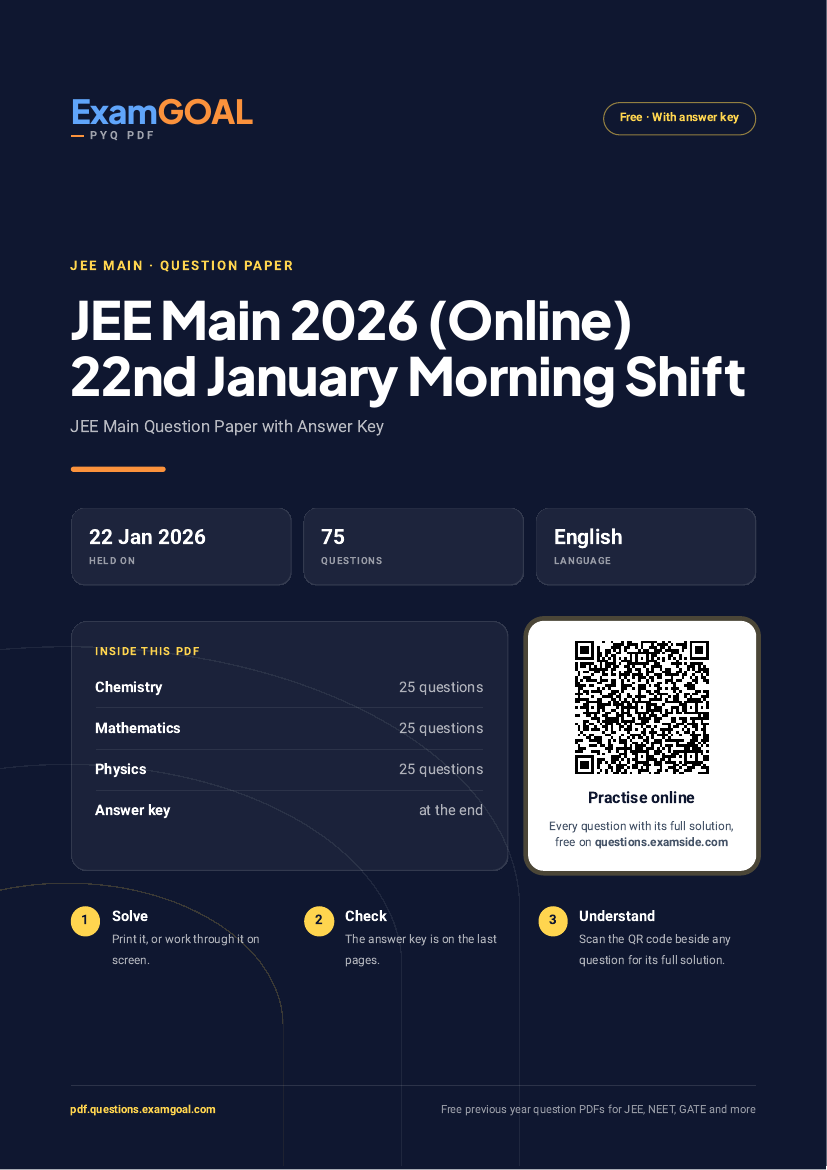 ExamGOAL
PYQ PDF
Free · With answer key
JEE MAIN · QUESTION PAPER
JEE Main 2026 (Online)
22nd January Morning Shift
JEE Main Question Paper with Answer Key
22 Jan 2026
HELD ON
75
QUESTIONS
English
LANGUAGE
INSIDE THIS PDF
Chemistry 25 questions
Mathematics 25 questions
Physics 25 questions
Answer key at the end
Practise online
Every question with its full solution,
free on questions.examside.com
1 Solve
Print it, or work through it on
screen.
2 Check
The answer key is on the last
pages.
3 Understand
Scan the QR code beside any
question for its full solution.
pdf.questions.examgoal.com
Free previous year question PDFs for JEE, NEET, GATE and more